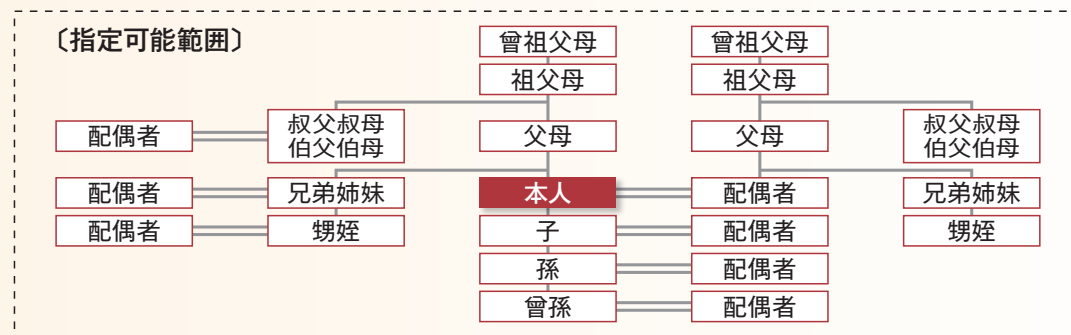 〔指定可能範囲〕
曾祖父母
曾祖父母
祖父母
祖父母
配偶者
叔父叔母
伯父伯母
父母
父母
叔父叔母
伯父伯母
配偶者
兄弟姉妹
本人
配偶者
兄弟姉妹
配偶者
甥姪
子
配偶者
甥姪
孫
配偶者
曾孫
配偶者